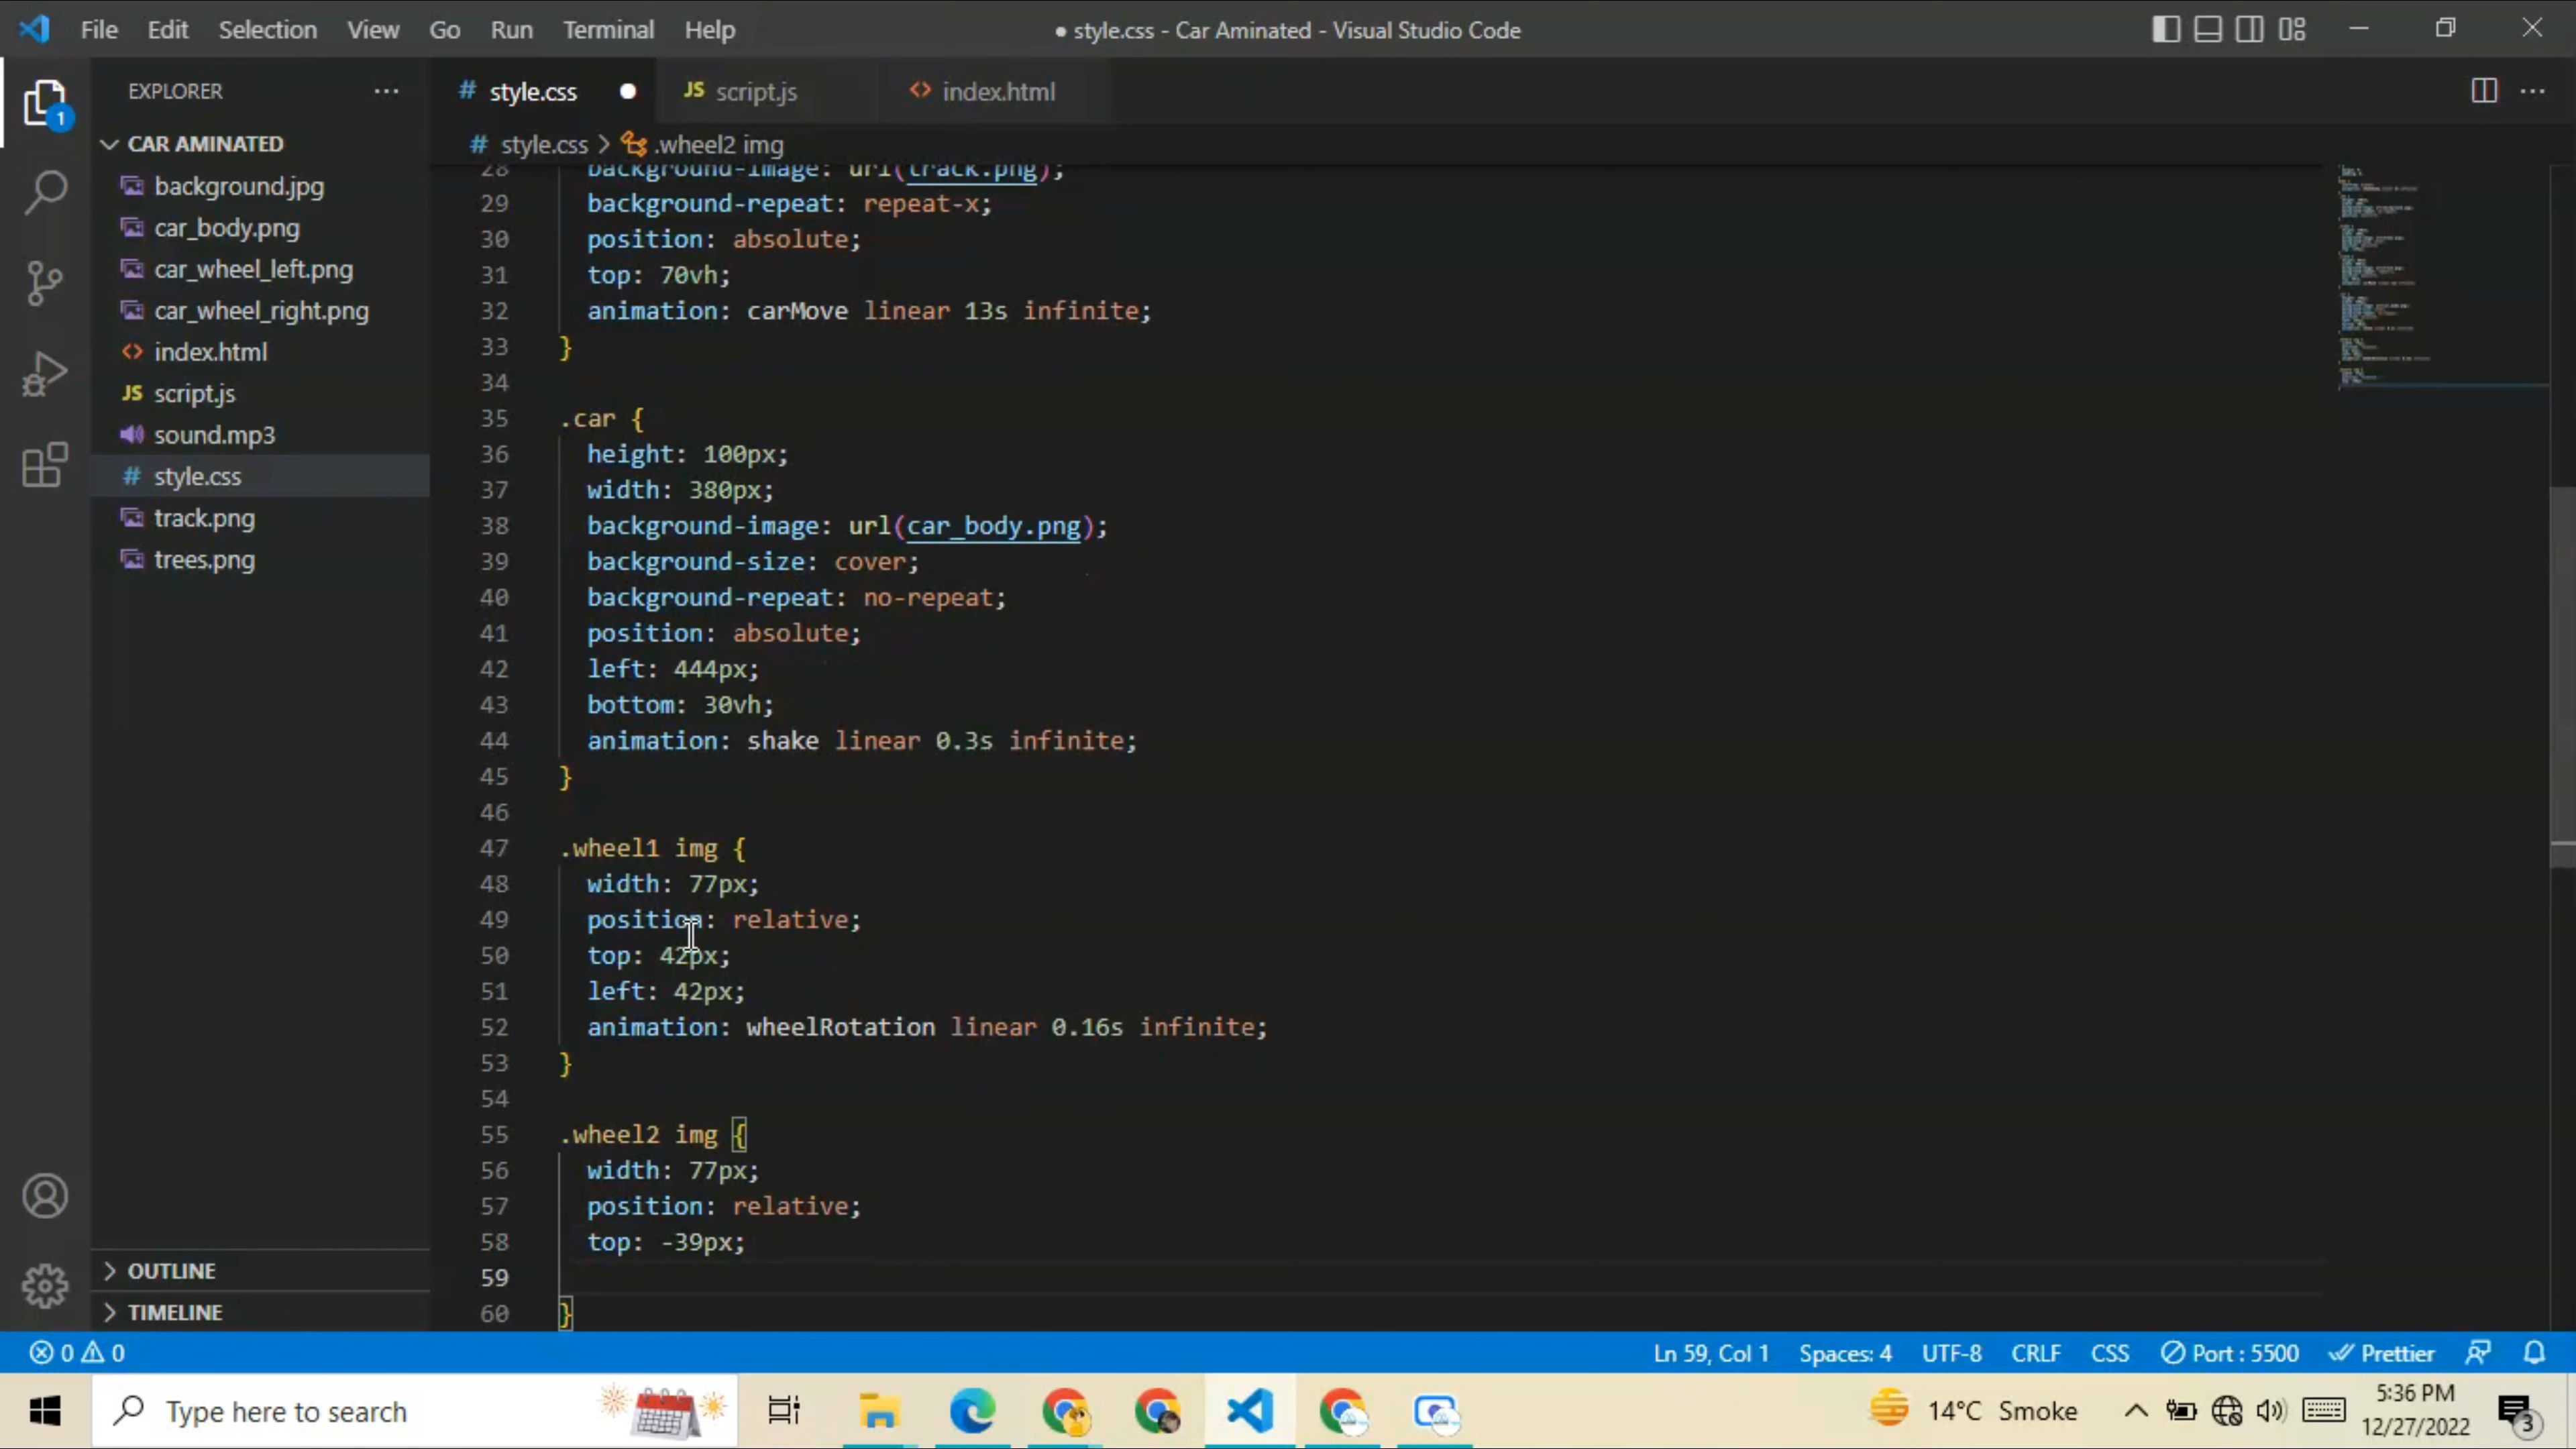 File Edit Selection View Go Run Terminal Help
● style.css - Car Aminated - Visual Studio Code
EXPLORER
# style.css ●
JS script.js
<> index.html
1
CAR AMINATED
# style.css > .wheel2 img
background.jpg
car_body.png
car_wheel_left.png
car_wheel_right.png
<> index.html
JS script.js
sound.mp3
# style.css
track.png
trees.png
OUTLINE
TIMELINE
28 background-image: url(track.png);
29 background-repeat: repeat-x;
30 position: absolute;
31 top: 70vh;
32 animation: carMove linear 13s infinite;
33 }
34
35 .car {
36 height: 100px;
37 width: 380px;
38 background-image: url(car_body.png);
39 background-size: cover;
40 background-repeat: no-repeat;
41 position: absolute;
42 left: 444px;
43 bottom: 30vh;
44 animation: shake linear 0.3s infinite;
45 }
46
47 .wheel1 img {
48 width: 77px;
49 position: relative;
50 top: 42px;
51 left: 42px;
52 animation: wheelRotation linear 0.16s infinite;
53 }
54
55 .wheel2 img {
56 width: 77px;
57 position: relative;
58 top: -39px;
59
60 }
0 0
Ln 59, Col 1 Spaces: 4 UTF-8 CRLF CSS Port : 5500 Prettier
Type here to search
14°C Smoke
5:36 PM
12/27/2022
3